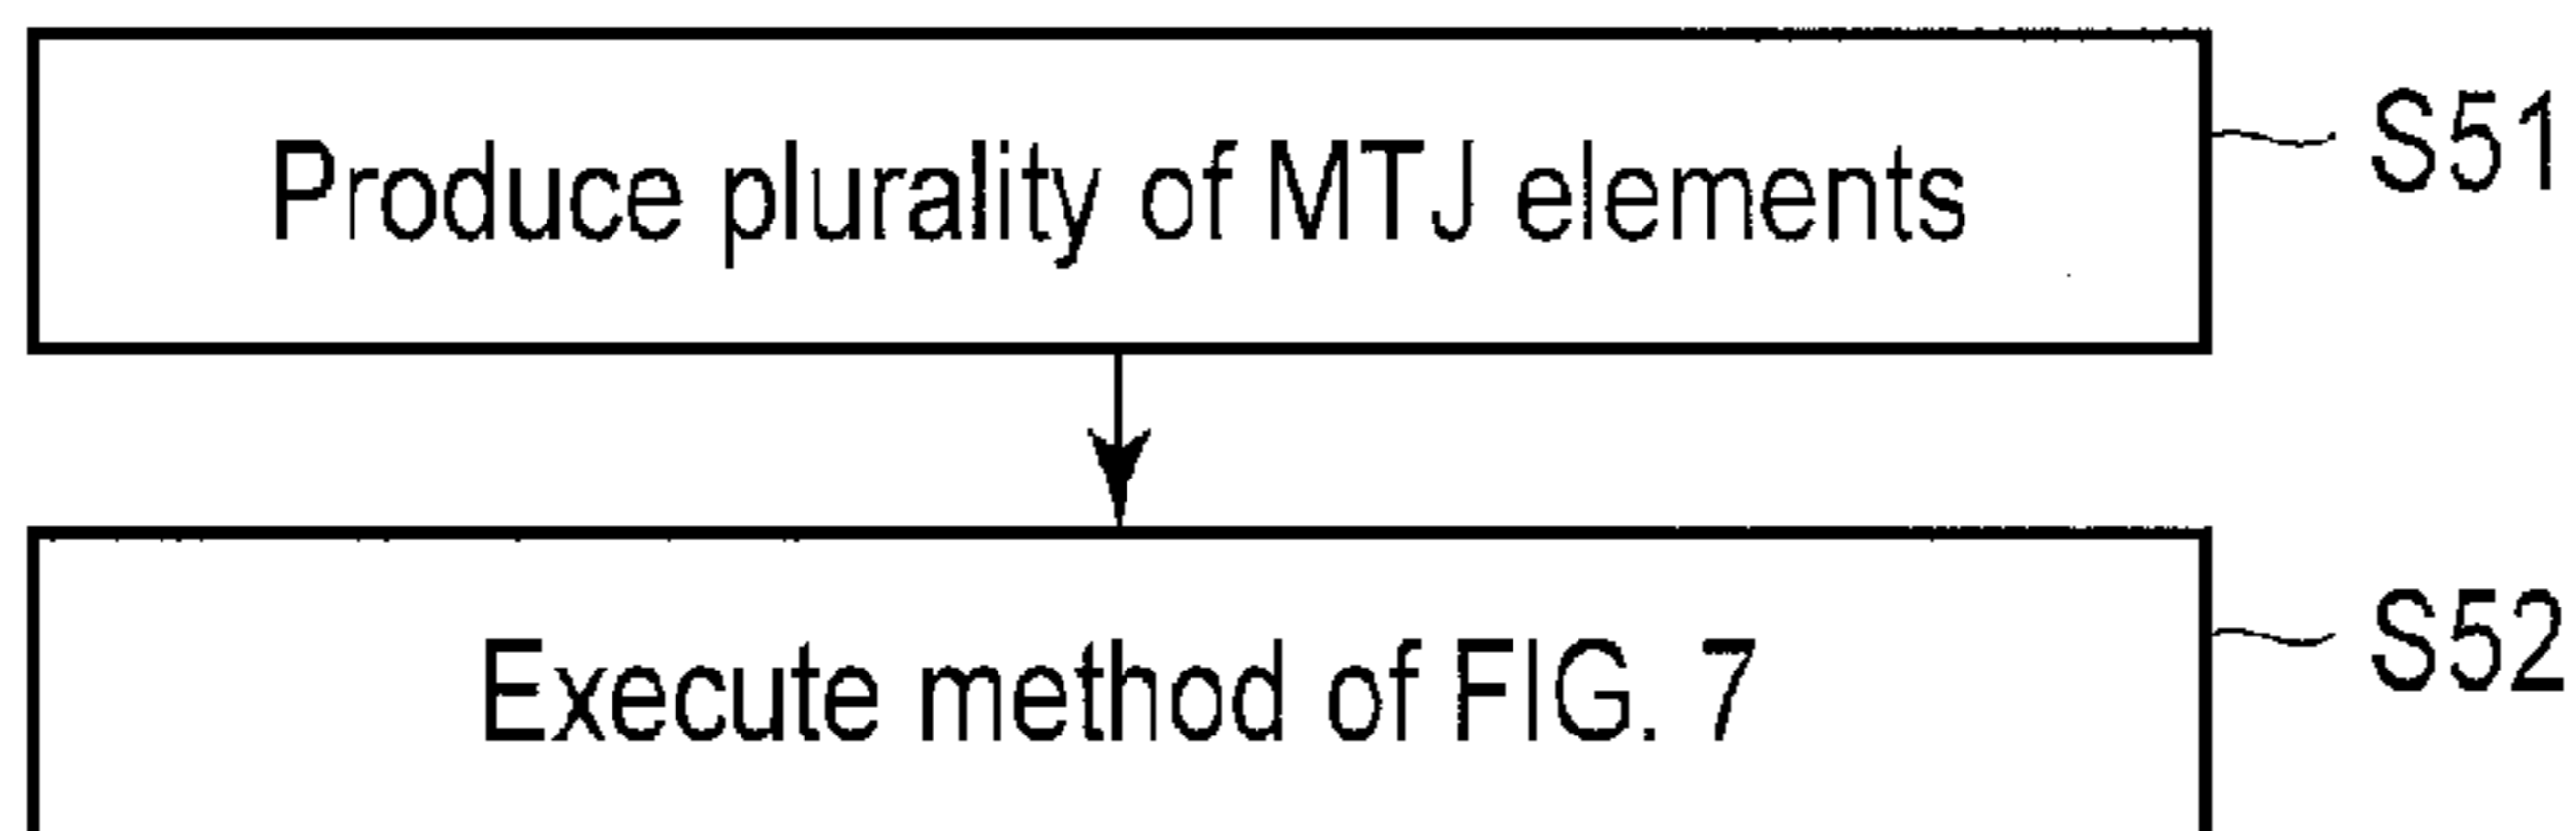 Produce plurality of MTJ elements
S51
Execute method of FIG. 7
S52